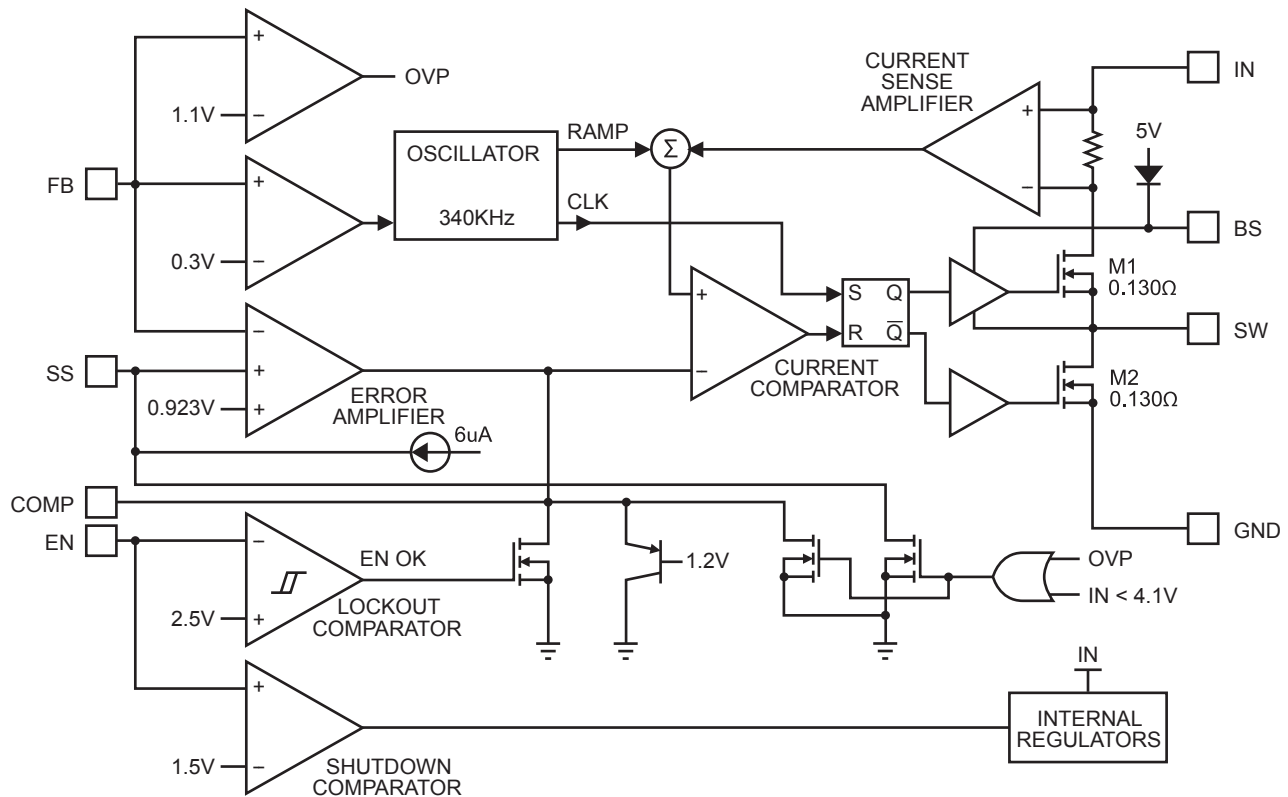 +
OVP
1.1V
−
CURRENT
SENSE
AMPLIFIER
+
−
IN
5V
RAMP
Σ
OSCILLATOR
340KHz
CLK
FB
+
0.3V
−
BS
M1
0.130Ω
+
−
S Q
R Q̅
CURRENT
COMPARATOR
SW
−
SS
+
0.923V
+
ERROR
AMPLIFIER
M2
0.130Ω
6uA
COMP
EN
−
EN OK
2.5V
+
LOCKOUT
COMPARATOR
1.2V
GND
OVP
IN < 4.1V
+
1.5V
−
SHUTDOWN
COMPARATOR
IN
INTERNAL
REGULATORS